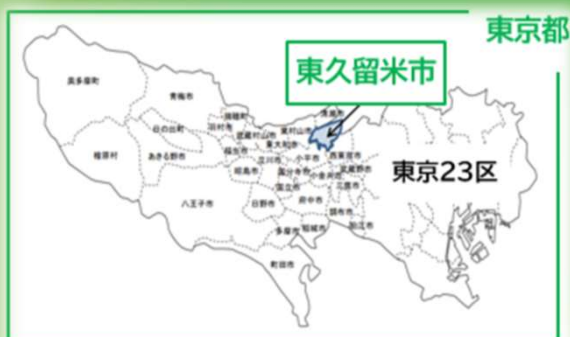 東京都
東久留米市
奥多摩町
青梅市
瑞穂町
清瀬市
日の出町
羽村市
武蔵村山市
東村山市
東大和市
檜原村
あきる野市
福生市
立川市
小平市
西東京市
東京23区
昭島市
国分寺市
小金井市
武蔵野市
国立市
三鷹市
八王子市
日野市
府中市
調布市
多摩市
稲城市
狛江市
町田市